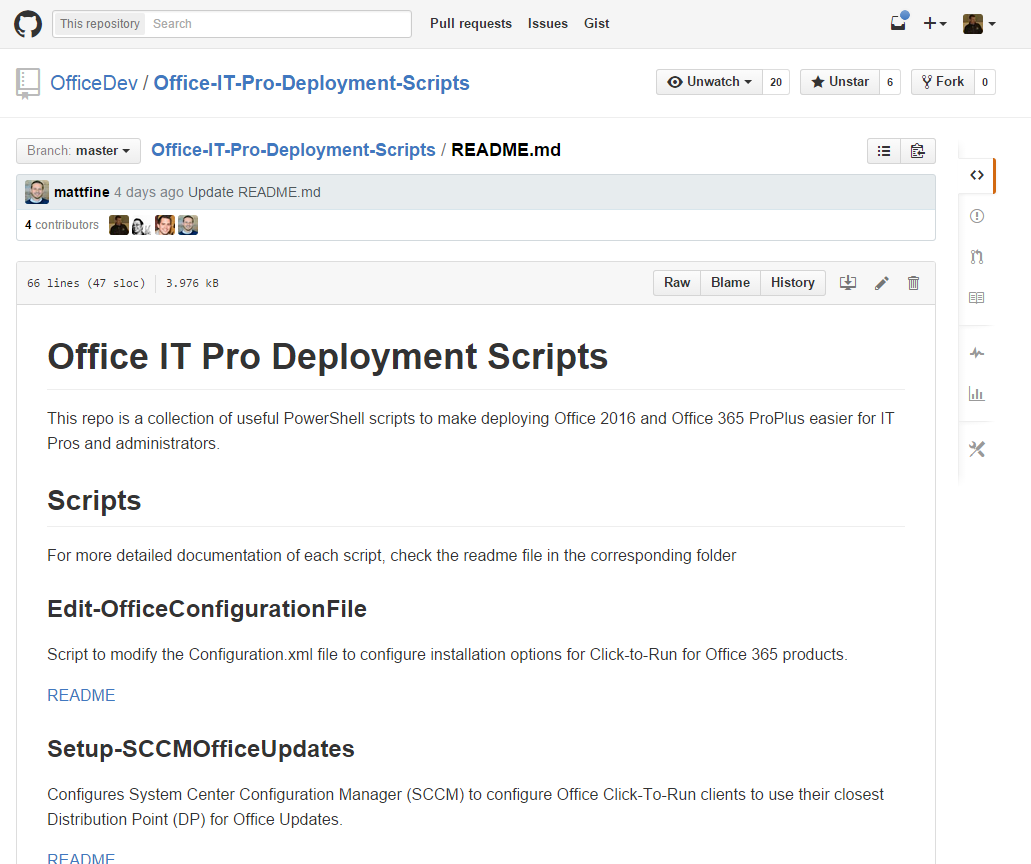 This repository Search Pull requests Issues Gist
OfficeDev / Office-IT-Pro-Deployment-Scripts Unwatch 20 Unstar 6 Fork 0
Branch: master Office-IT-Pro-Deployment-Scripts / README.md
mattfine 4 days ago Update README.md
4 contributors
66 lines (47 sloc) 3.976 kB Raw Blame History
Office IT Pro Deployment Scripts
This repo is a collection of useful PowerShell scripts to make deploying Office 2016 and Office 365 ProPlus easier for IT
Pros and administrators.
Scripts
For more detailed documentation of each script, check the readme file in the corresponding folder
Edit-OfficeConfigurationFile
Script to modify the Configuration.xml file to configure installation options for Click-to-Run for Office 365 products.
README
Setup-SCCMOfficeUpdates
Configures System Center Configuration Manager (SCCM) to configure Office Click-To-Run clients to use their closest
Distribution Point (DP) for Office Updates.
README